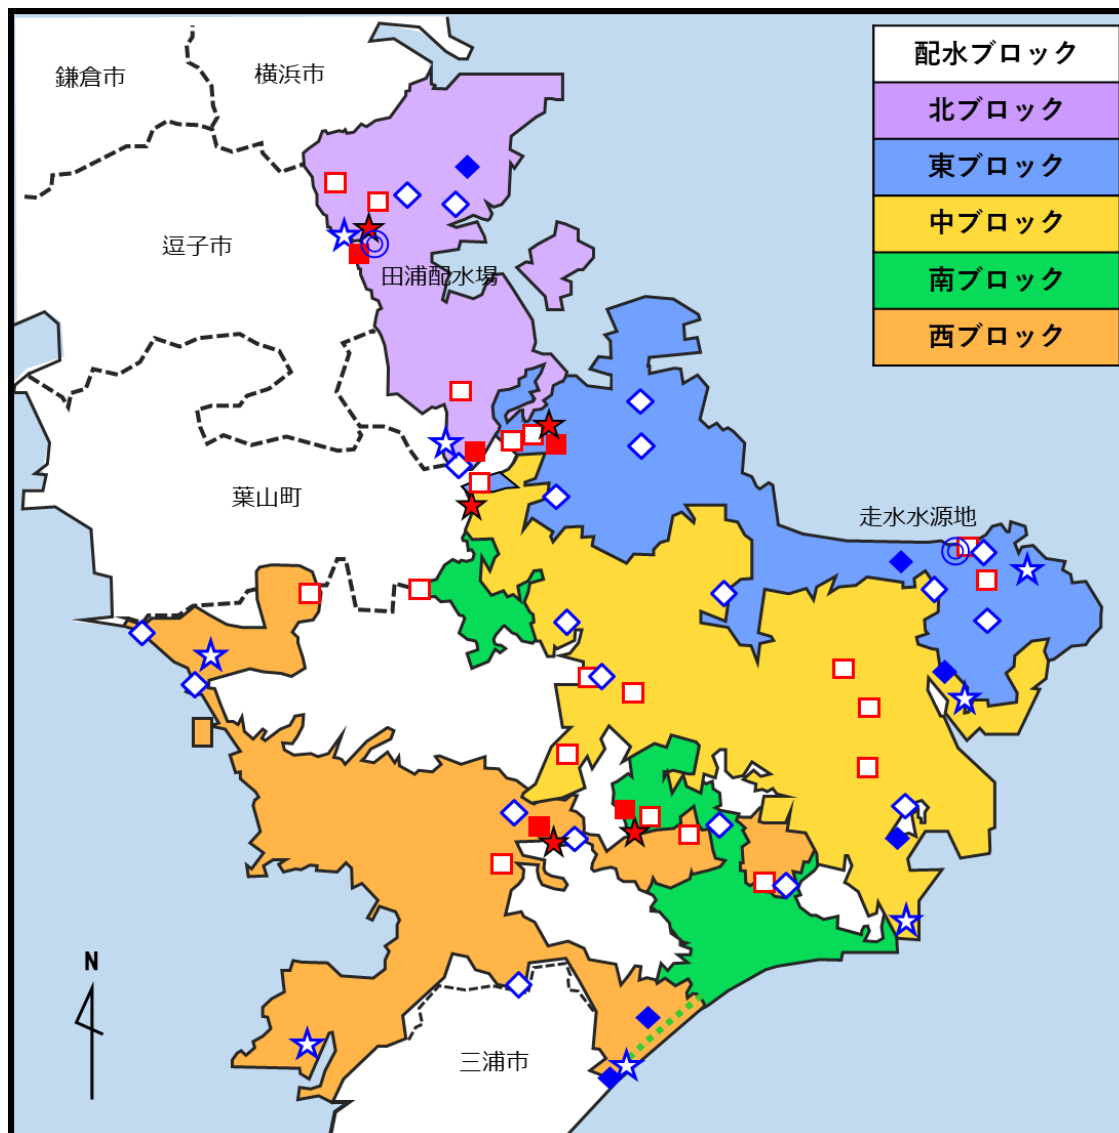 配水ブロック
北ブロック
東ブロック
中ブロック
南ブロック
西ブロック
鎌倉市
横浜市
逗子市
田浦配水場
葉山町
走水水源地
三浦市
N